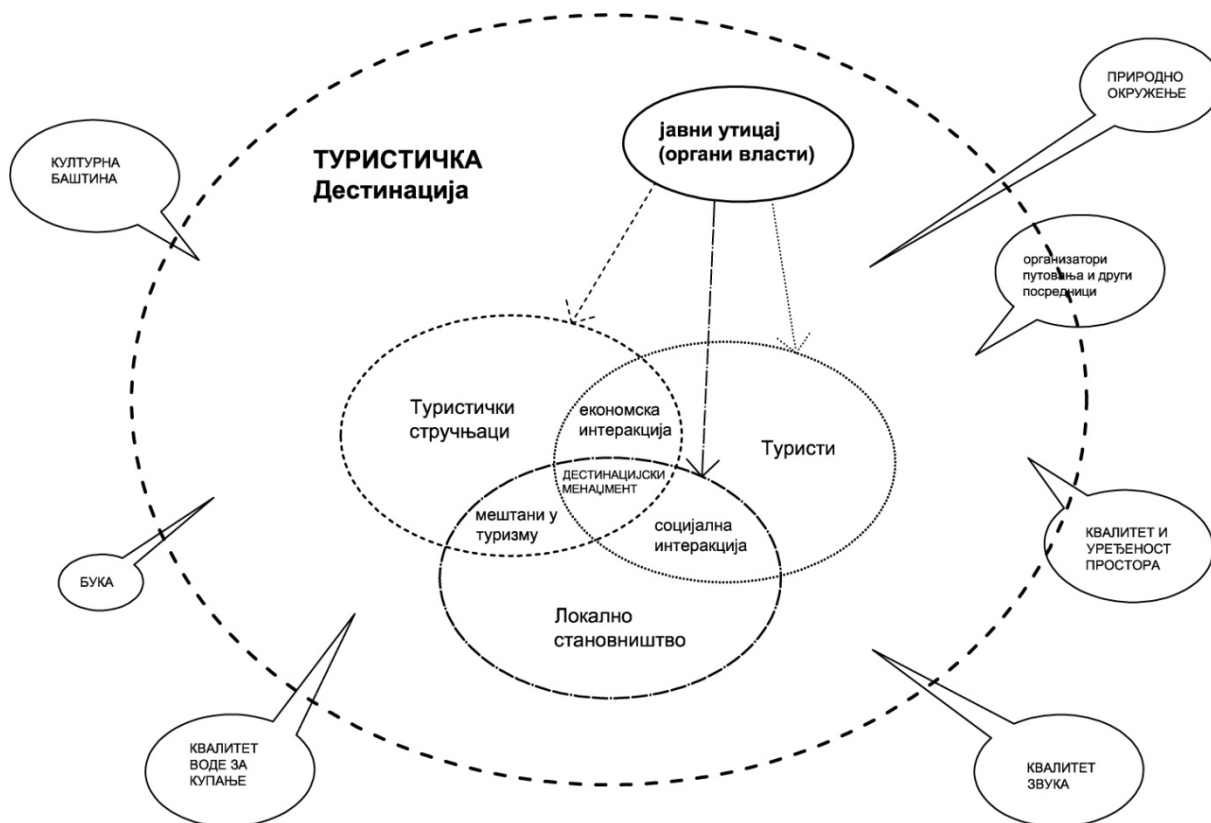 ПРИРОДНО
ОКРУЖЕЊЕ
јавни утицај
(органи власти)
ТУРИСТИЧКА
Дестинација
КУЛТУРНА
БАШТИНА
организатори
путовања и други
посредници
Туристички
стручњаци
економска
интеракција
Туристи
ДЕСТИНАЦИЈСКИ
МЕНАЏМЕНТ
мештани у
туризму
социјална
интеракција
КВАЛИТЕТ И
УРЕЂЕНОСТ
ПРОСТОРА
БУКА
Локално
становништво
КВАЛИТЕТ
ВОДЕ ЗА
КУПАЊЕ
КВАЛИТЕТ
ЗВУКА